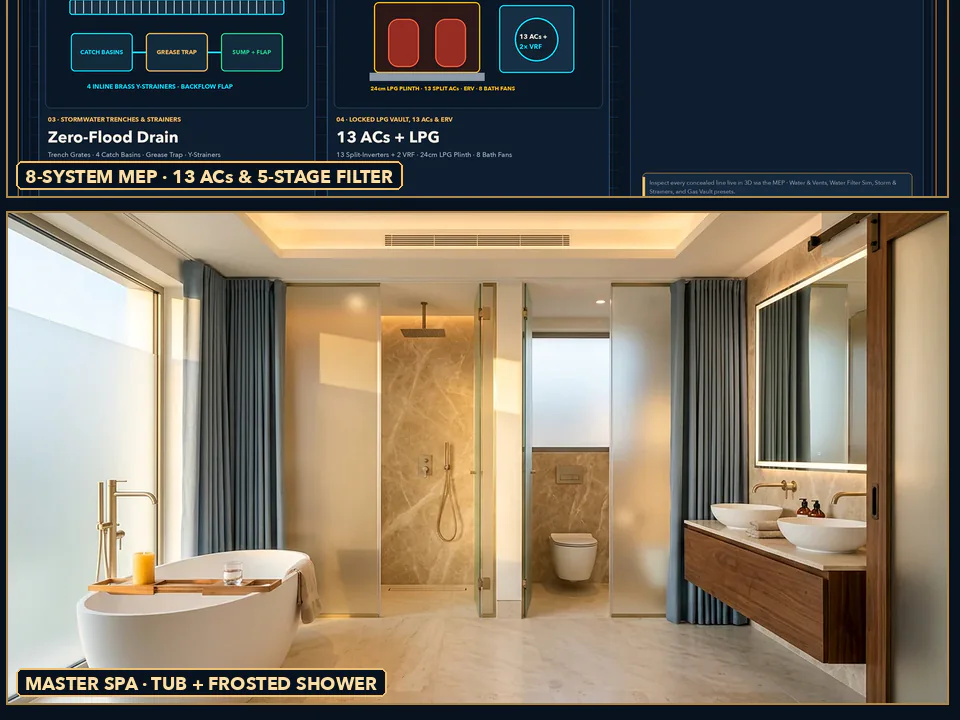 CATCH BASINS
GREASE TRAP
SUMP + FLAP
4 INLINE BRASS Y-STRAINERS · BACKFLOW FLAP
13 ACs +
2x VRF
24cm LPG PLINTH · 13 SPLIT ACs · ERV · 8 BATH FANS
03 · STORMWATER TRENCHES & STRAINERS
Zero-Flood Drain
Trench Grates · 4 Catch Basins · Grease Trap · Y-Strainers
04 · LOCKED LPG VAULT, 13 ACs & ERV
13 ACs + LPG
13 Split-Inverters + 2 VRF · 24cm LPG Plinth · 8 Bath Fans
Inspect every concealed line live in 3D via the MEP · Water & Vents, Water Filter Sim, Storm &
Strainers, and Gas Vault presets.
8-SYSTEM MEP · 13 ACs & 5-STAGE FILTER
MASTER SPA · TUB + FROSTED SHOWER